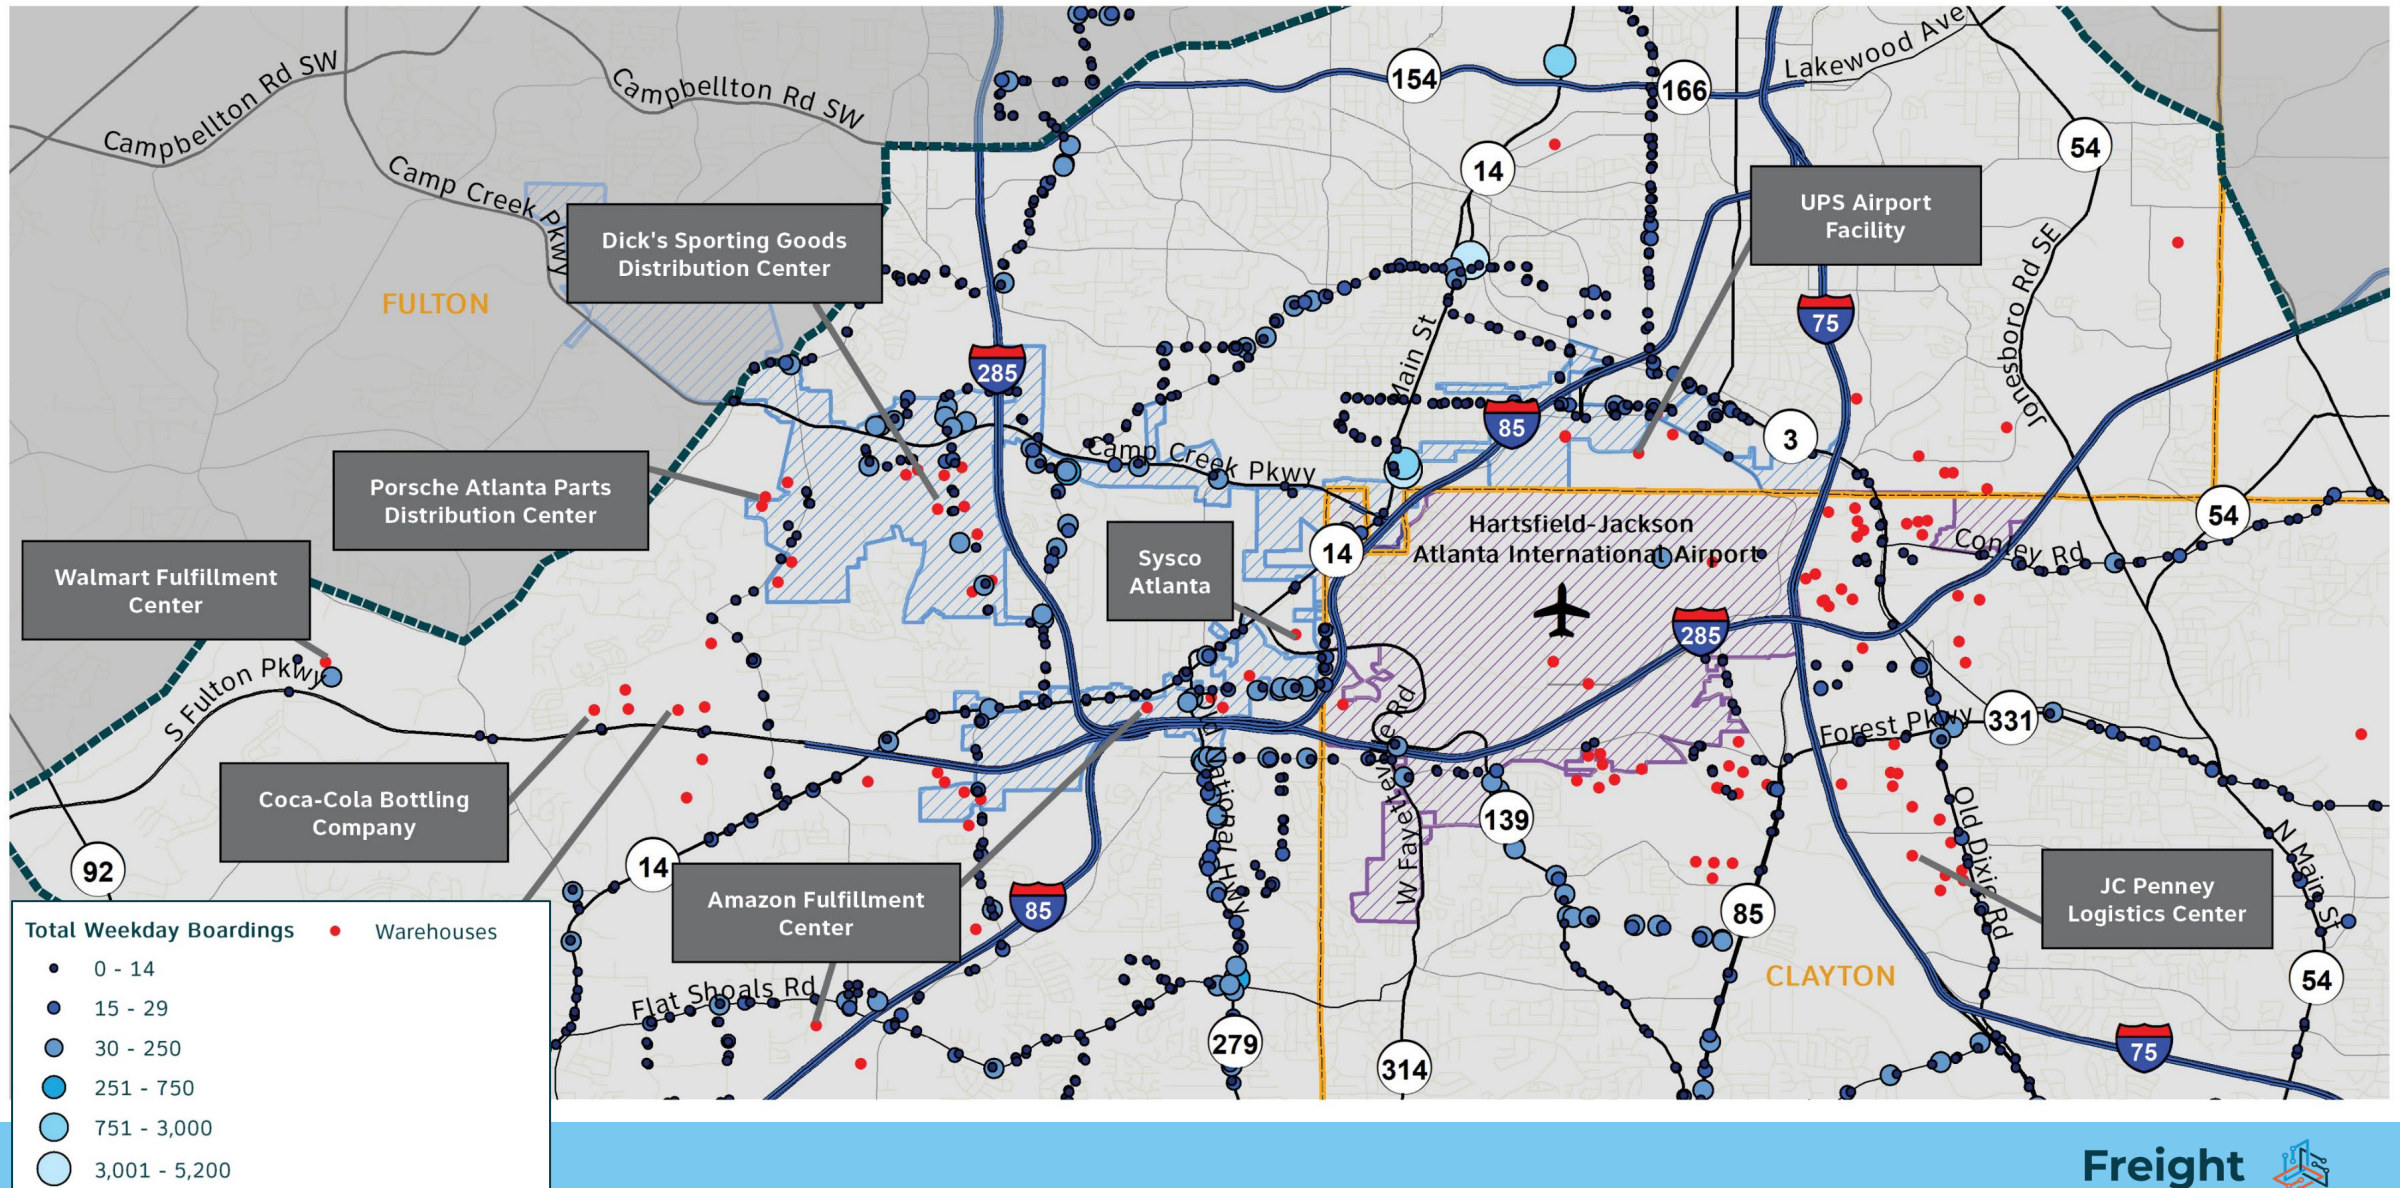 Campbellton Rd SW
Campbellton Rd SW
Camp Creek Pkwy
154
166
Lakewood Ave
14
54
Dick's Sporting Goods
Distribution Center
UPS Airport
Facility
FULTON
285
75
Main St
Jonesboro Rd SE
85
3
Camp Creek Pkwy
Porsche Atlanta Parts
Distribution Center
Hartsfield-Jackson
Atlanta International Airport
54
Conley Rd
14
Sysco
Atlanta
Walmart Fulfillment
Center
285
S Fulton Pkwy
Old National Hwy
W Fayetteville Rd
Forest Pkwy
331
Coca-Cola Bottling
Company
139
Old Dixie Rd
N Main St
92
14
Amazon Fulfillment
Center
85
85
JC Penney
Logistics Center
CLAYTON
54
Flat Shoals Rd
279
314
75
Total Weekday Boardings
Warehouses
0 - 14
15 - 29
30 - 250
251 - 750
751 - 3,000
3,001 - 5,200
Freight